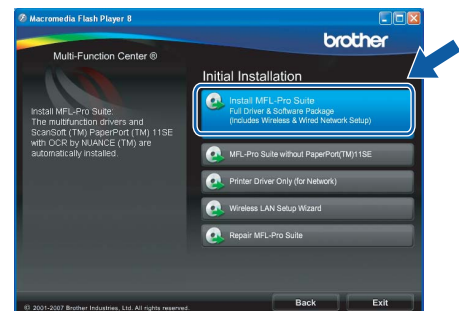 Macromedia Flash Player 8
brother
Multi-Function Center ®
Initial Installation
Install MFL-Pro Suite
Full Driver & Software Package
(includes Wireless & Wired Network Setup)
Install MFL-Pro Suite:
The multifunction drivers and
ScanSoft (TM) PaperPort (TM) 11SE
with OCR by NUANCE (TM) are
automatically installed.
MFL-Pro Suite without PaperPort(TM)11SE
Printer Driver Only (for Network)
Wireless LAN Setup Wizard
Repair MFL-Pro Suite
© 2001-2007 Brother Industries, Ltd. All rights reserved.
Back
Exit